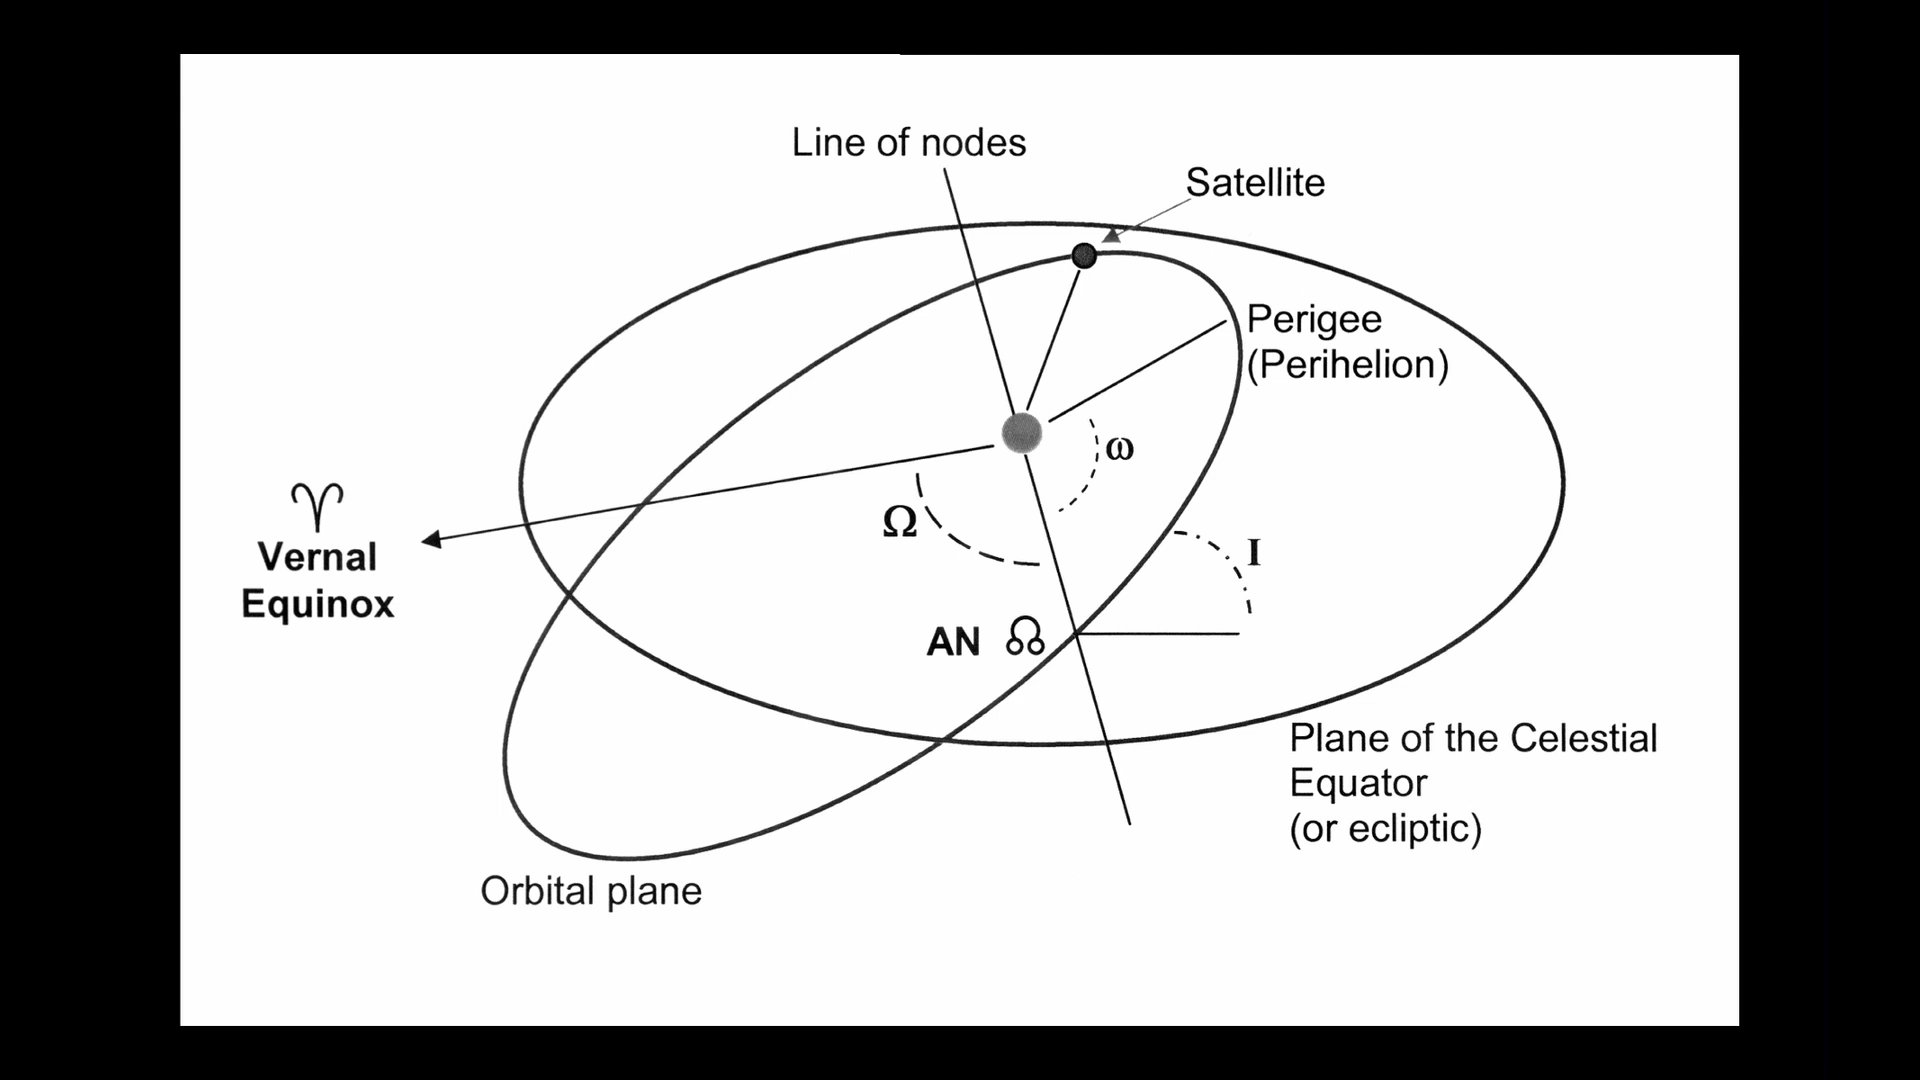 Line of nodes
Satellite
Perigee
(Perihelion)
ω
♈
Vernal
Equinox
Ω
I
AN ☊
Plane of the Celestial
Equator
(or ecliptic)
Orbital plane